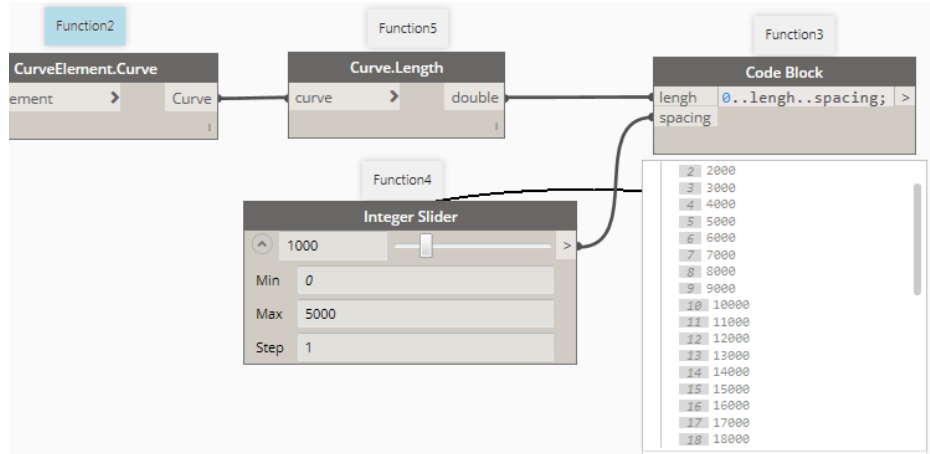 Function2
Function5
Function3
CurveElement.Curve
Curve.Length
Code Block
ement > Curve
curve > double
lengh 0..lengh..spacing; >
spacing
Function4
Integer Slider
1000 >
Min 0
Max 5000
Step 1
2 2000
3 3000
4 4000
5 5000
6 6000
7 7000
8 8000
9 9000
10 10000
11 11000
12 12000
13 13000
14 14000
15 15000
16 16000
17 17000
18 18000